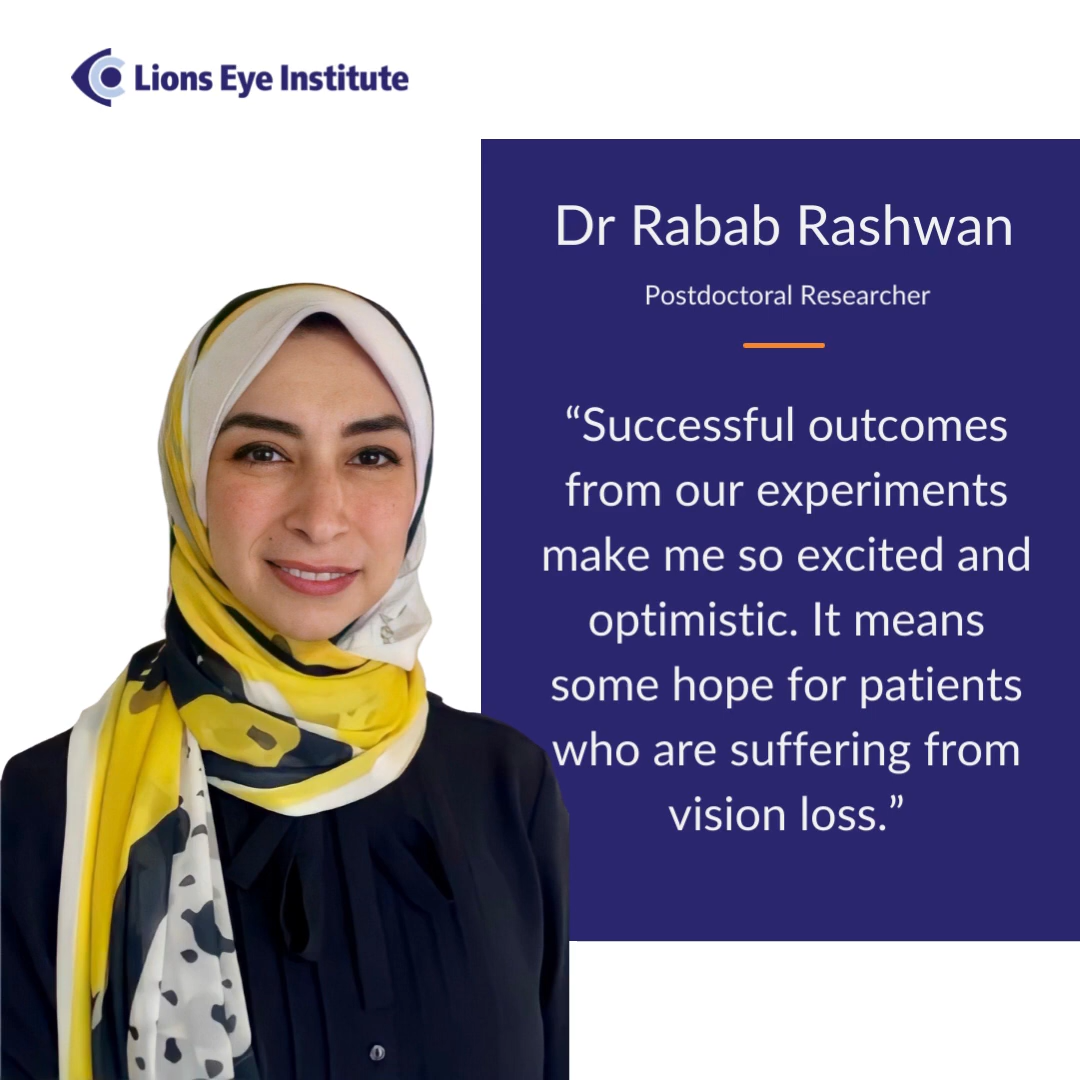 Lions Eye Institute
Dr Rabab Rashwan
Postdoctoral Researcher
“Successful outcomes
from our experiments
make me so excited and
optimistic. It means
some hope for patients
who are suffering from
vision loss.”